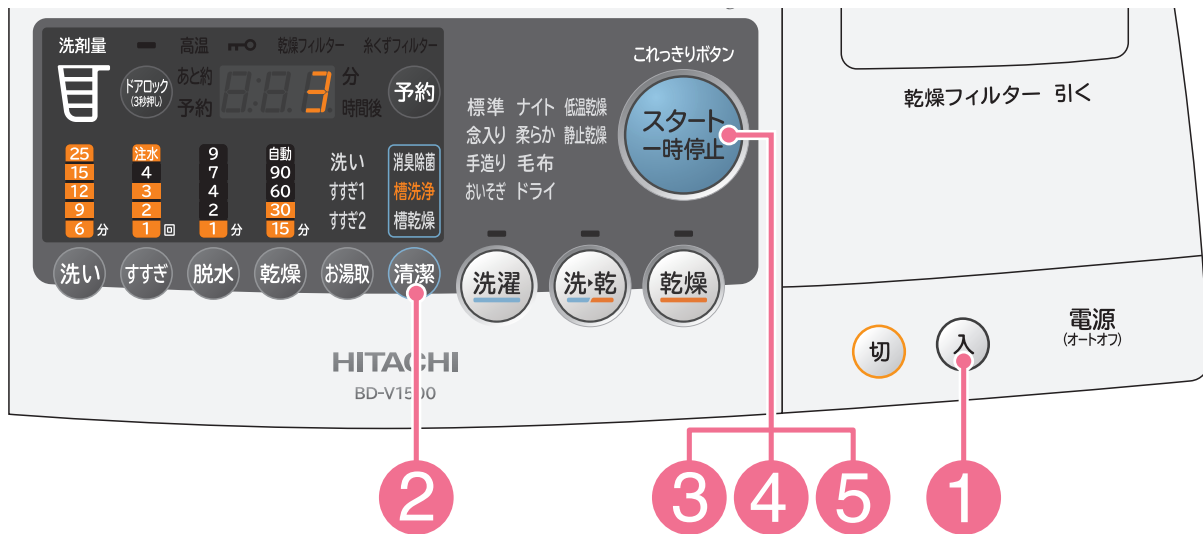 洗剤量
高温
乾燥フィルター
糸くずフィルター
ドアロック
(3秒押し)
あと約
予約
8:8.3
分
時間後
予約
25
15
12
9
6 分
注水
4
3
2
1 回
9
7
4
2
1 分
自動
90
60
30
15 分
洗い
すすぎ1
すすぎ2
消臭除菌
槽洗浄
槽乾燥
標準 ナイト 低温乾燥
念入り 柔らか 静止乾燥
手造り 毛布
おいそぎ ドライ
これっきりボタン
スタート
一時停止
洗い
すすぎ
脱水
乾燥
お湯取
清潔
洗濯
洗▶乾
乾燥
HITACHI
BD-V1500
乾燥フィルター 引く
切
入
電源
(オートオフ)
2
3
4
5
1